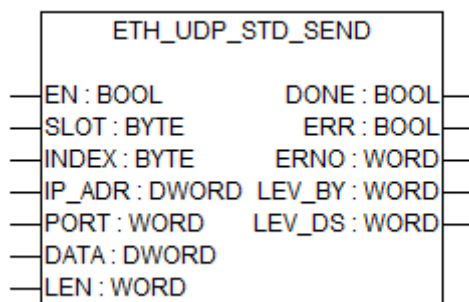 ETH_UDP_STD_SEND
EN : BOOL DONE : BOOL
SLOT : BYTE ERR : BOOL
INDEX : BYTE ERNO : WORD
IP_ADR : DWORD LEV_BY : WORD
PORT : WORD LEV_DS : WORD
DATA : DWORD
LEN : WORD